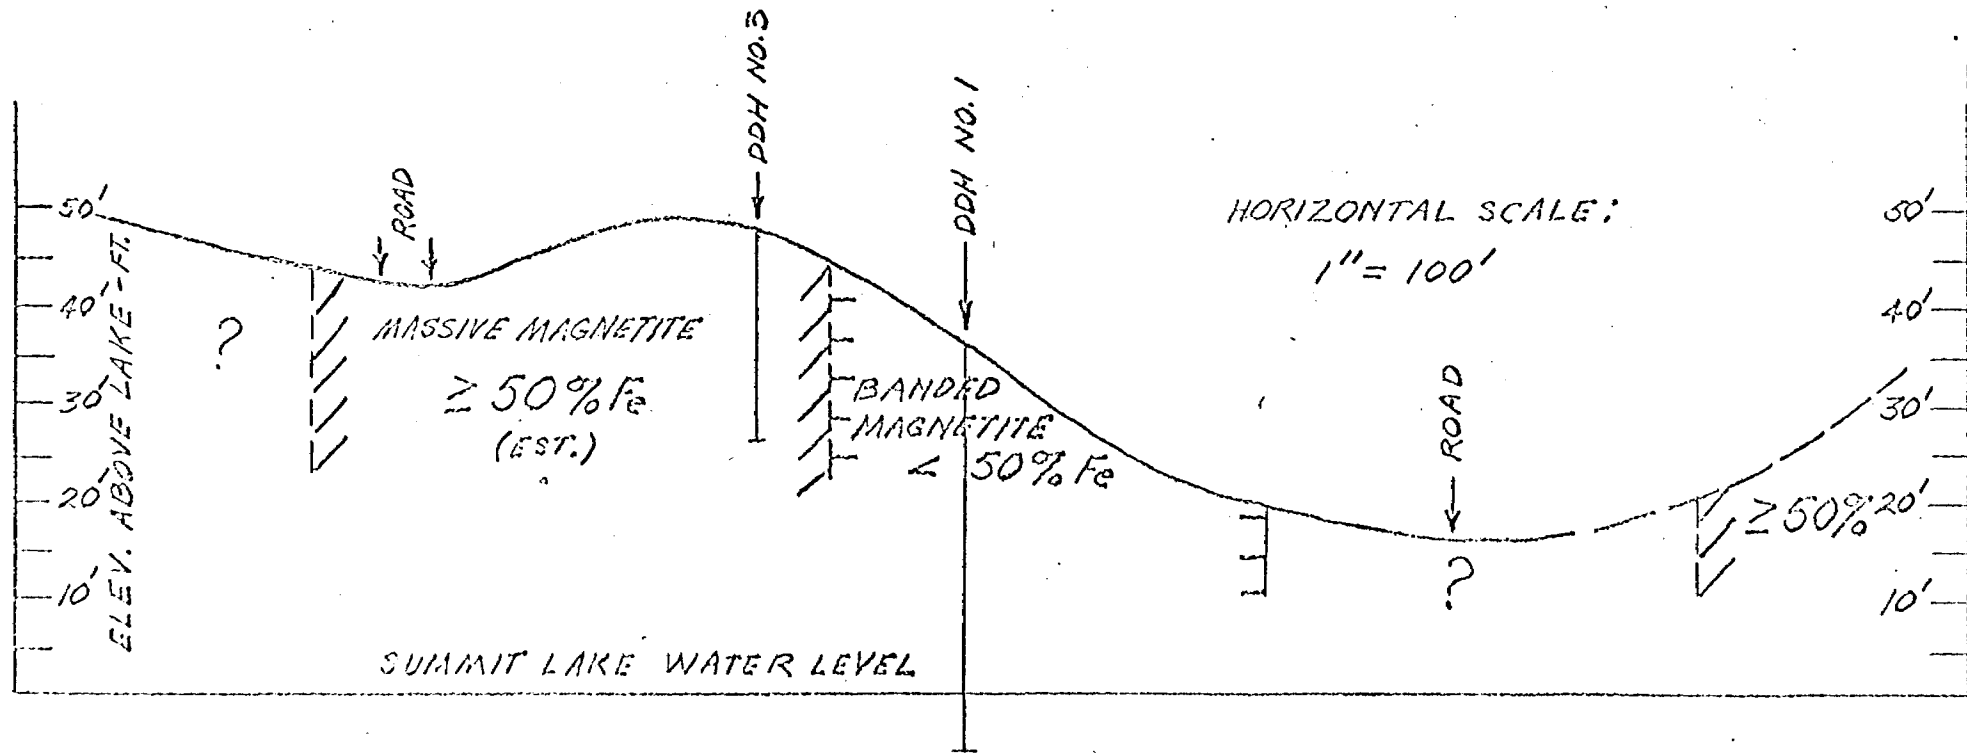 DDH NO.3
DDH NO.1
ROAD
HORIZONTAL SCALE:
1" = 100'
50'
40'
30'
20'
10'
ELEV. ABOVE LAKE - FT.
?
MASSIVE MAGNETITE
≥ 50% Fe
(EST.)
BANDED
MAGNETITE
< 50% Fe
ROAD
?
≥50%
50'
40'
30'
20'
10'
SUMMIT LAKE WATER LEVEL